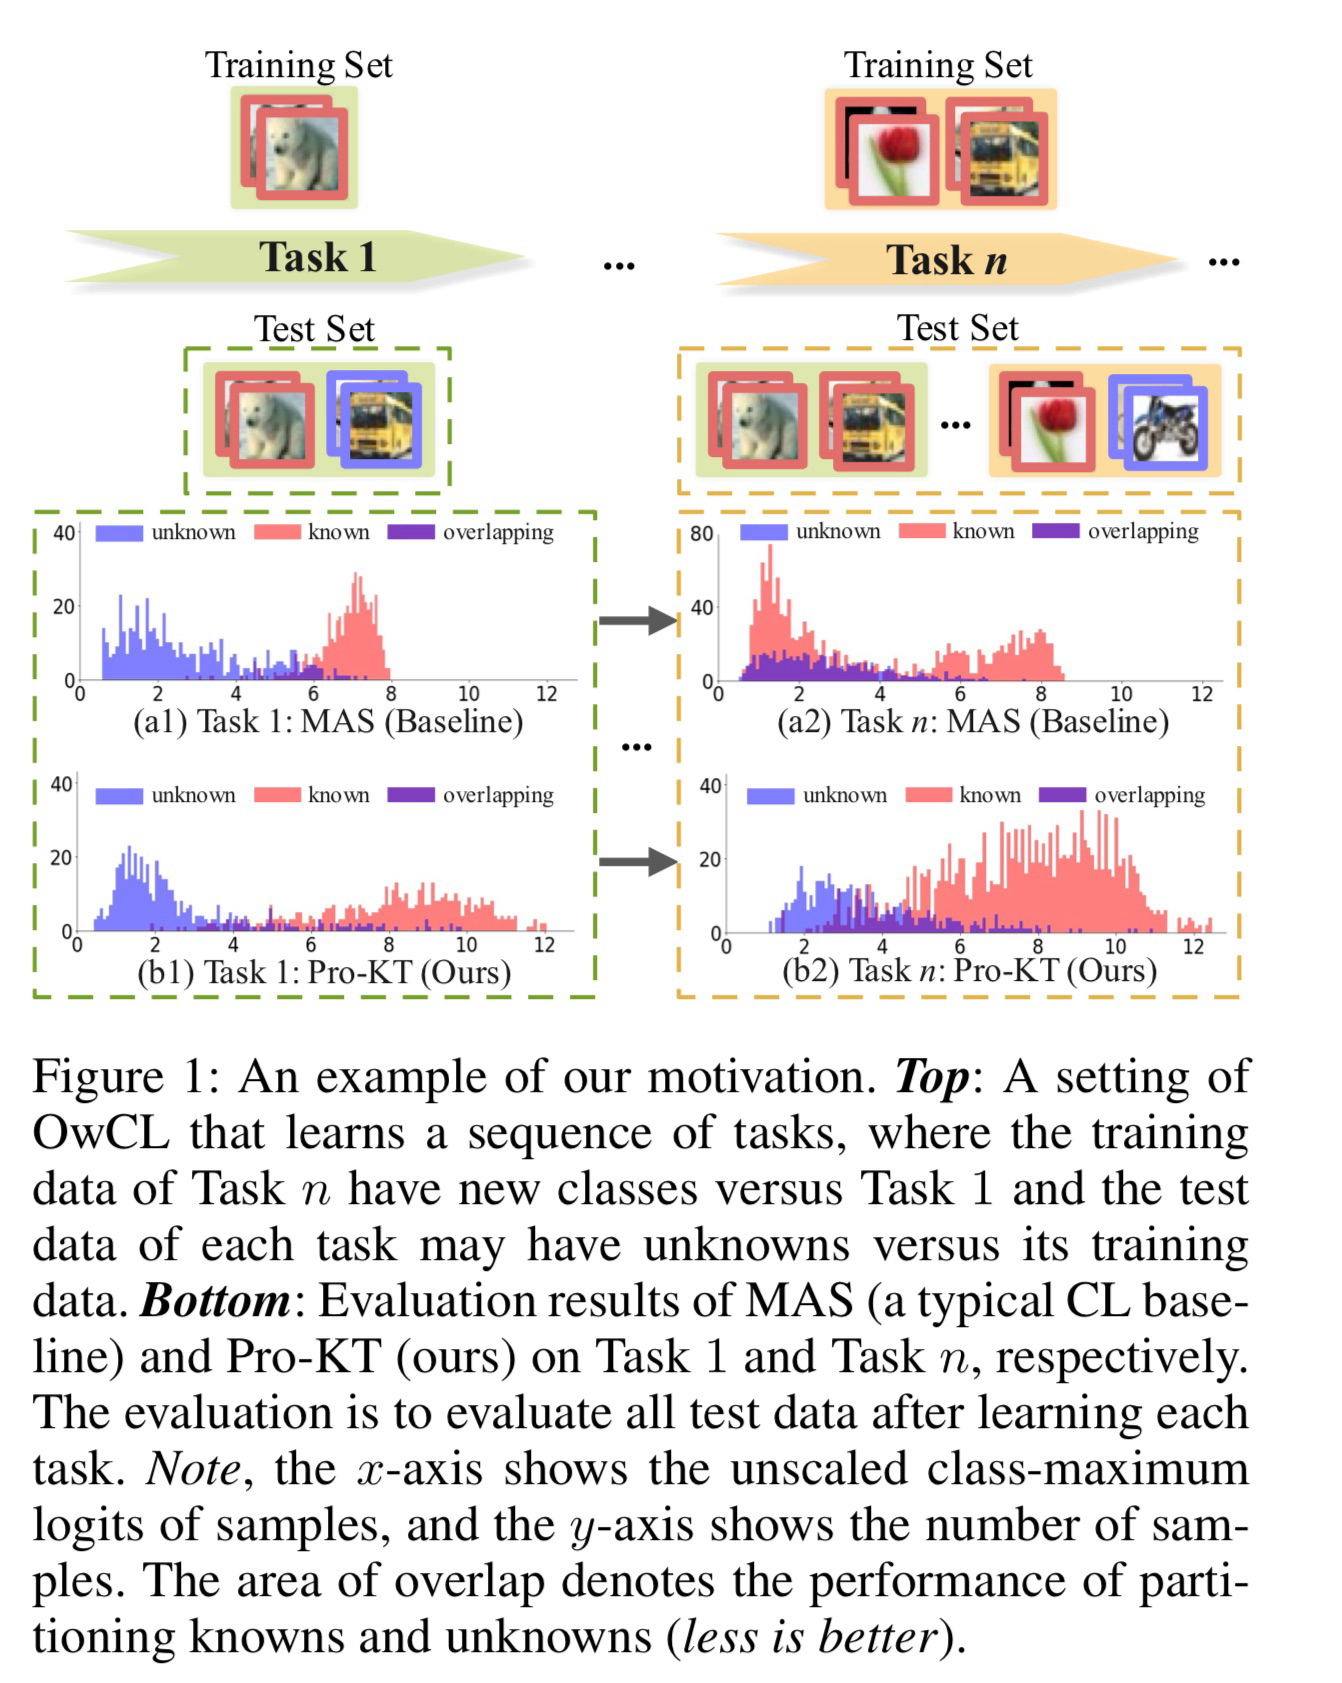 Training Set
Training Set
Task 1
...
Task n
...
Test Set
Test Set
...
40
20
0
0 2 4 6 8 10 12
unknown known overlapping
(a1) Task 1: MAS (Baseline)
80
40
0
0 2 4 6 8 10 12
unknown known overlapping
(a2) Task n: MAS (Baseline)
...
40
20
0
0 2 4 6 8 10 12
unknown known overlapping
(b1) Task 1: Pro-KT (Ours)
40
20
0
0 2 4 6 8 10 12
unknown known overlapping
(b2) Task n: Pro-KT (Ours)
Figure 1: An example of our motivation. Top: A setting of
OwCL that learns a sequence of tasks, where the training
data of Task n have new classes versus Task 1 and the test
data of each task may have unknowns versus its training
data. Bottom: Evaluation results of MAS (a typical CL base-
line) and Pro-KT (ours) on Task 1 and Task n, respectively.
The evaluation is to evaluate all test data after learning each
task. Note, the x-axis shows the unscaled class-maximum
logits of samples, and the y-axis shows the number of sam-
ples. The area of overlap denotes the performance of parti-
tioning knowns and unknowns (less is better).